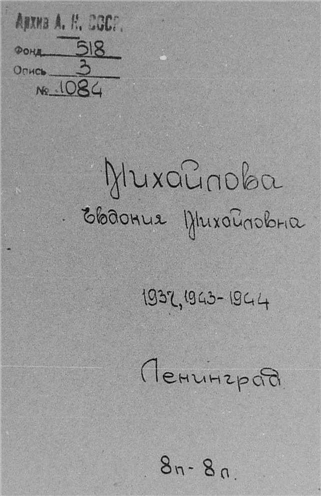 Архив А. Н. СССР.
Фонд 518
Опись 3
№ 1084
Михайлова
Евдокия Михайловна
1937, 1943-1944
Ленинград
8п-8л.